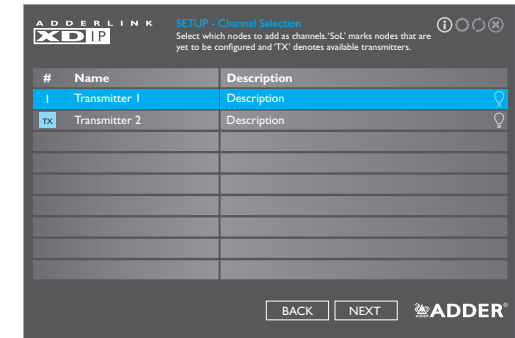 ADDERLINK
XD IP
SETUP - Channel Selection
Select which nodes to add as channels. 'SoL' marks nodes that are
yet to be configured and 'TX' denotes available transmitters.
# Name Description
1 Transmitter 1 Description
TX Transmitter 2 Description
BACK NEXT ADDER®